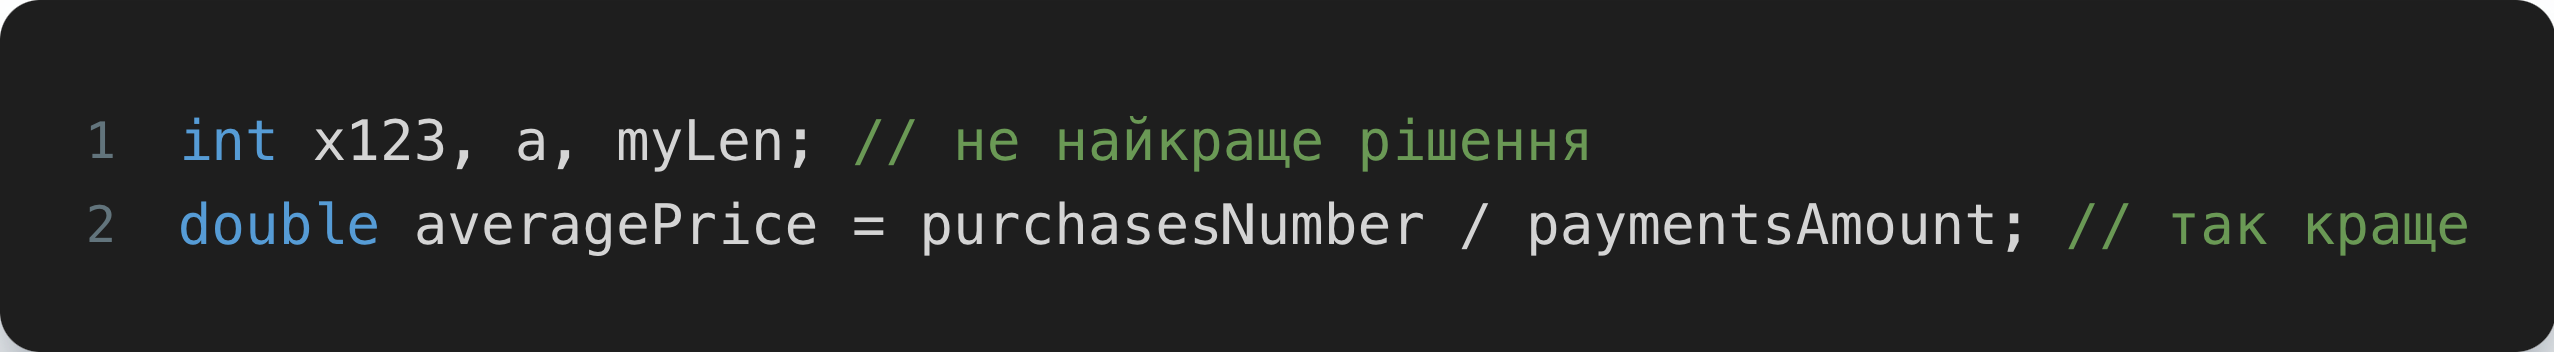 1 int x123, a, myLen; // не найкраще рішення
2 double averagePrice = purchasesNumber / paymentsAmount; // так краще